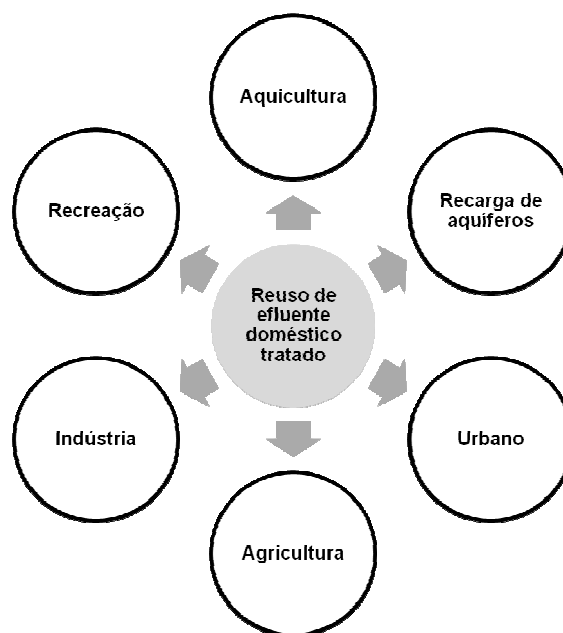 Aquicultura
Recreação
Recarga de
aquíferos
Reuso de
efluente
doméstico
tratado
Indústria
Urbano
Agricultura